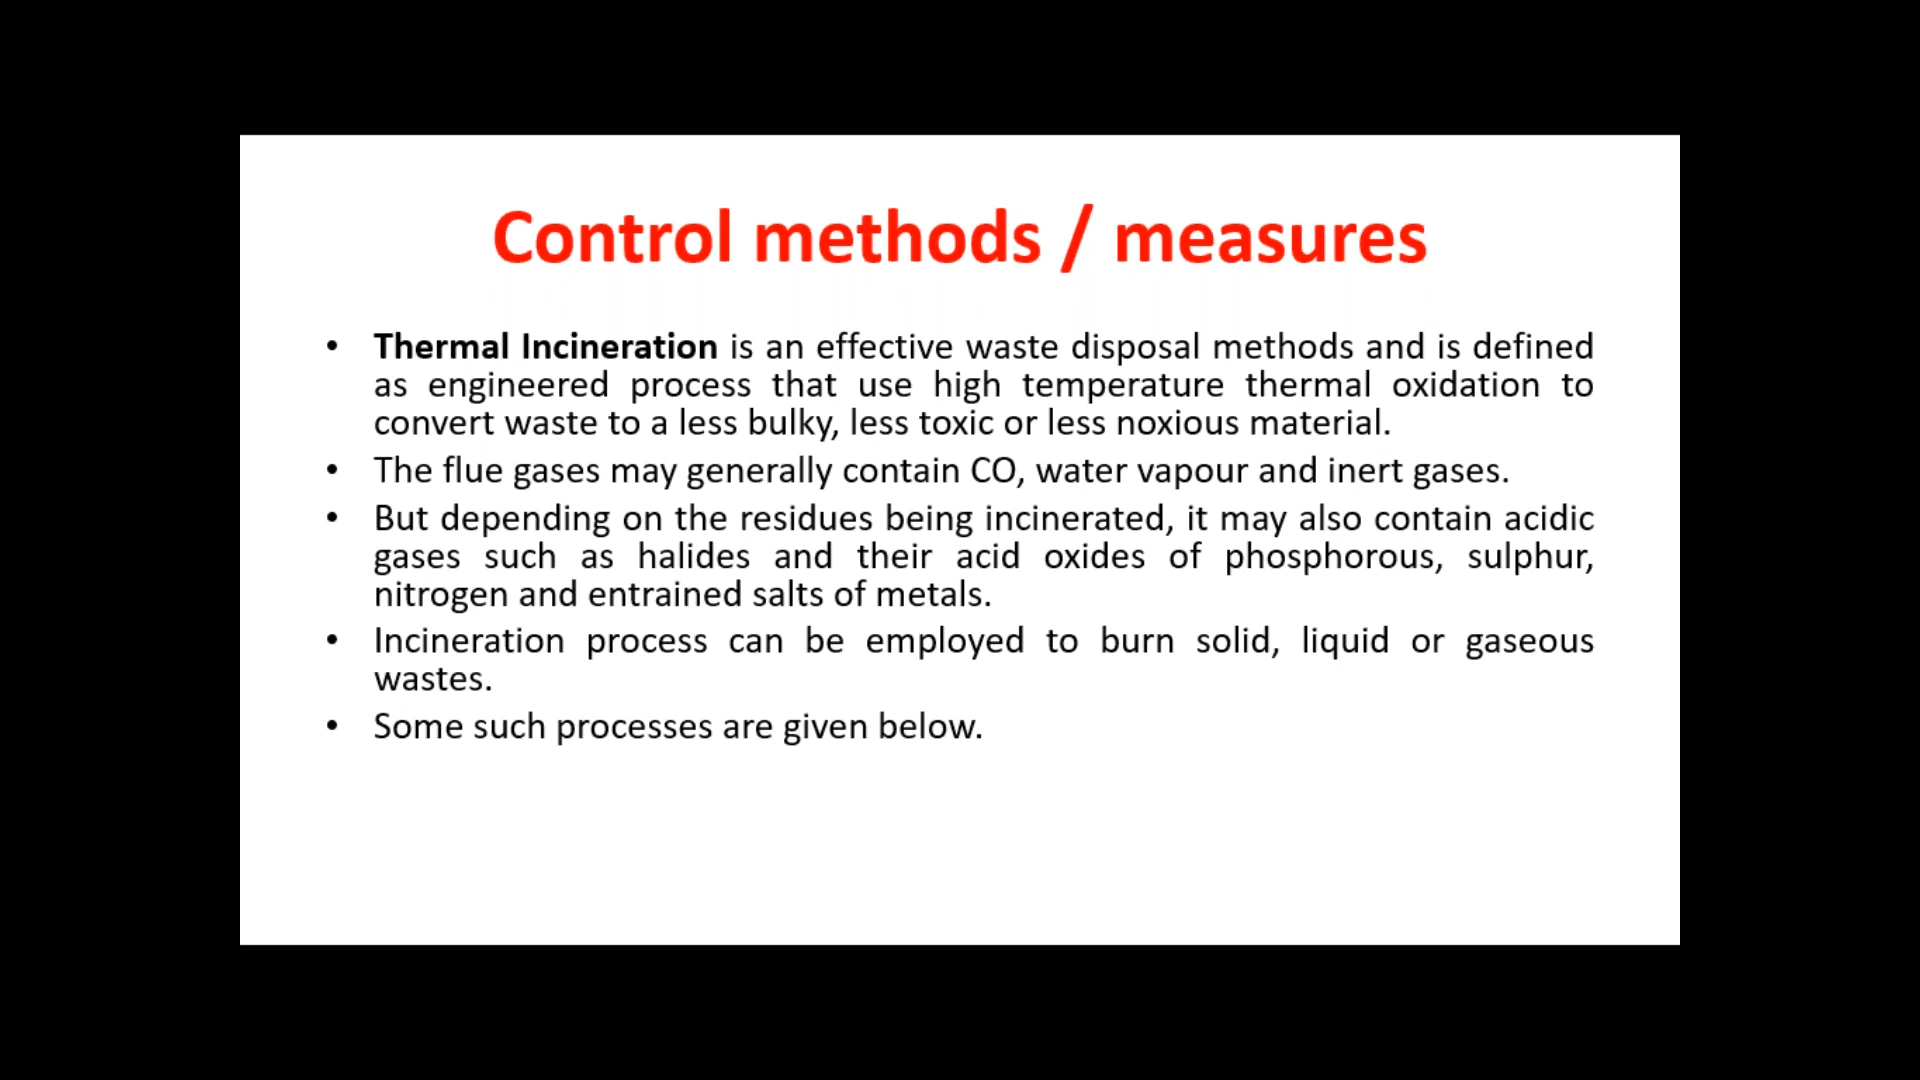 Control methods / measures
• Thermal Incineration is an effective waste disposal methods and is defined
as engineered process that use high temperature thermal oxidation to
convert waste to a less bulky, less toxic or less noxious material.
• The flue gases may generally contain CO, water vapour and inert gases.
• But depending on the residues being incinerated, it may also contain acidic
gases such as halides and their acid oxides of phosphorous, sulphur,
nitrogen and entrained salts of metals.
• Incineration process can be employed to burn solid, liquid or gaseous
wastes.
• Some such processes are given below.